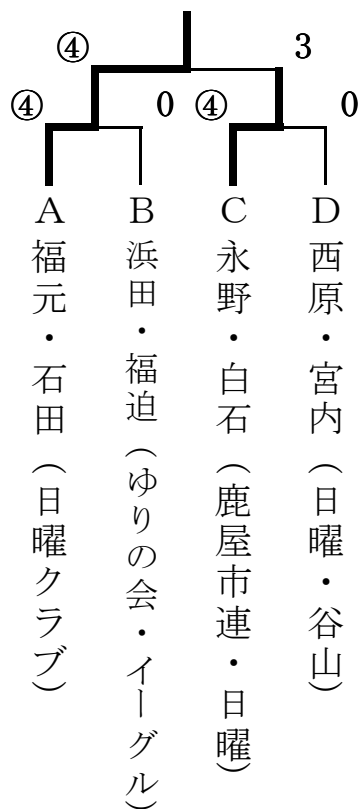 ④ 3
④ 0 ④ 0
A 福元・石田（日曜クラブ）
B 浜田・福迫（ゆりの会・イーグル）
C 永野・白石（鹿屋市連・日曜）
D 西原・宮内（日曜・谷山）